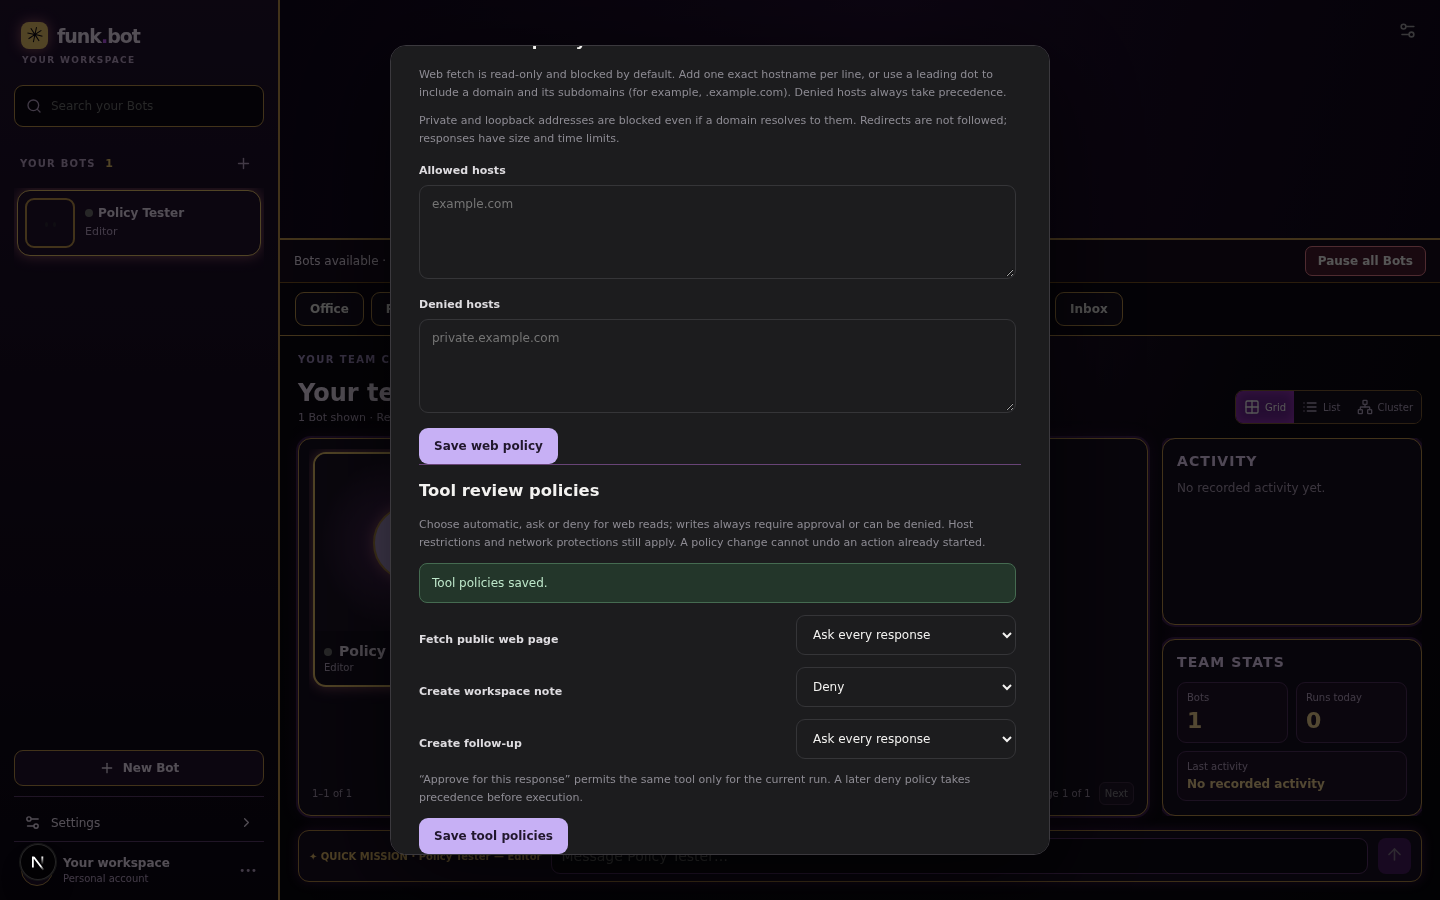 funk.bot
YOUR WORKSPACE
Search your Bots
YOUR BOTS 1
Policy Tester
Editor
New Bot
Settings
N
Your workspace
Personal account
Bots available ·
Pause all Bots
Office
Inbox
YOUR TEAM
Your
1 Bot shown ·
Grid
List
Cluster
Policy
Editor
1–1 of 1
1 of 1
Next
ACTIVITY
No recorded activity yet.
TEAM STATS
Bots
1
Runs today
0
Last activity
No recorded activity
QUICK MISSION · Policy Tester — Editor
Message Policy Tester…
Web fetch is read-only and blocked by default. Add one exact hostname per line, or use a leading dot to
include a domain and its subdomains (for example, .example.com). Denied hosts always take precedence.
Private and loopback addresses are blocked even if a domain resolves to them. Redirects are not followed;
responses have size and time limits.
Allowed hosts
example.com
Denied hosts
private.example.com
Save web policy
Tool review policies
Choose automatic, ask or deny for web reads; writes always require approval or can be denied. Host
restrictions and network protections still apply. A policy change cannot undo an action already started.
Tool policies saved.
Fetch public web page
Ask every response
Create workspace note
Deny
Create follow-up
Ask every response
“Approve for this response” permits the same tool only for the current run. A later deny policy takes
precedence before execution.
Save tool policies